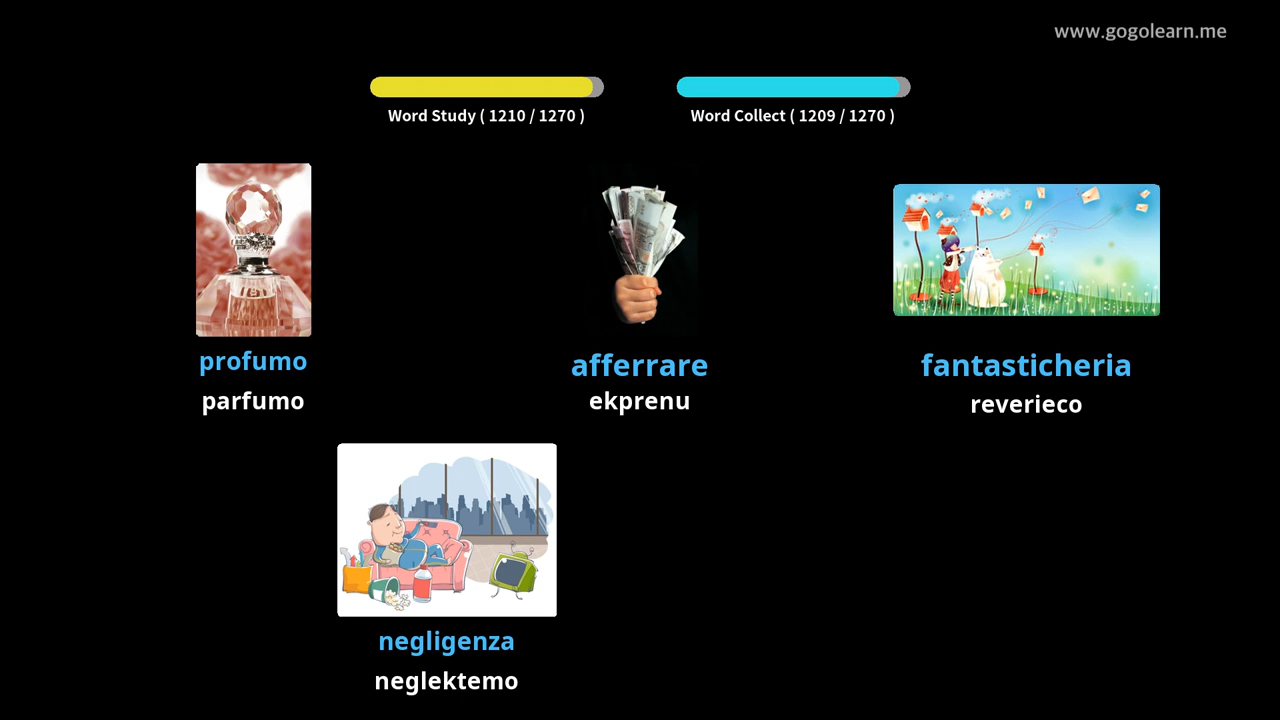 www.gogolearn.me
Word Study ( 1210 / 1270 )
Word Collect ( 1209 / 1270 )
profumo
parfumo
afferrare
ekprenu
fantasticheria
reverieco
negligenza
neglektemo